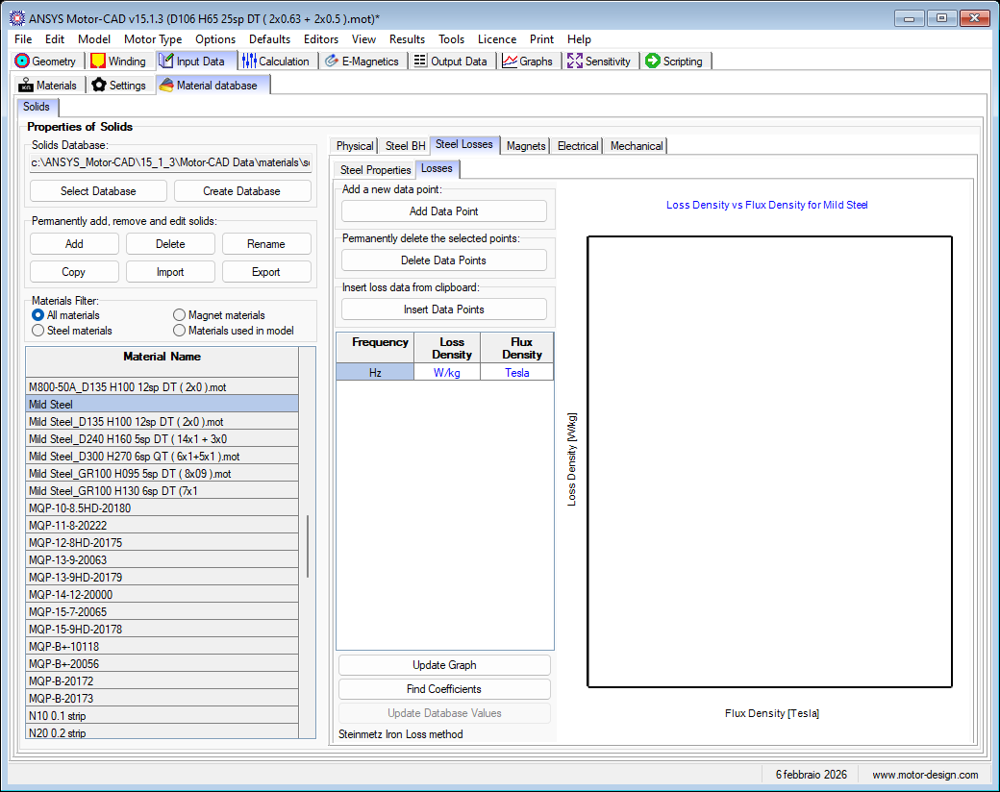 ANSYS Motor-CAD v15.1.3 (D106 H65 25sp DT ( 2x0.63 + 2x0.5 ).mot)*
File Edit Model Motor Type Options Defaults Editors View Results Tools Licence Print Help
Geometry Winding Input Data Calculation E-Magnetics Output Data Graphs Sensitivity Scripting
Materials Settings Material database
Solids
Properties of Solids
Solids Database:
c:\ANSYS_Motor-CAD\15_1_3\Motor-CAD Data\materials\s
Select Database Create Database
Permanently add, remove and edit solids:
Add Delete Rename
Copy Import Export
Materials Filter:
All materials Magnet materials
Steel materials Materials used in model
Material Name
M800-50A_D135 H100 12sp DT ( 2x0 ).mot
Mild Steel
Mild Steel_D135 H100 12sp DT ( 2x0 ).mot
Mild Steel_D240 H160 5sp DT ( 14x1 + 3x0
Mild Steel_D300 H270 6sp QT ( 6x1+5x1 ).mot
Mild Steel_GR100 H095 5sp DT ( 8x09 ).mot
Mild Steel_GR100 H130 6sp DT (7x1
MQP-10-8.5HD-20180
MQP-11-8-20222
MQP-12-8HD-20175
MQP-13-9-20063
MQP-13-9HD-20179
MQP-14-12-20000
MQP-15-7-20065
MQP-15-9HD-20178
MQP-B+-10118
MQP-B+-20056
MQP-B-20172
MQP-B-20173
N10 0.1 strip
N20 0.2 strip
Physical Steel BH Steel Losses Magnets Electrical Mechanical
Steel Properties Losses
Add a new data point:
Add Data Point
Permanently delete the selected points:
Delete Data Points
Insert loss data from clipboard:
Insert Data Points
Frequency Loss Density Flux Density
Hz W/kg Tesla
Update Graph
Find Coefficients
Update Database Values
Steinmetz Iron Loss method
Loss Density vs Flux Density for Mild Steel
Loss Density [W/kg]
Flux Density [Tesla]
6 febbraio 2026 www.motor-design.com